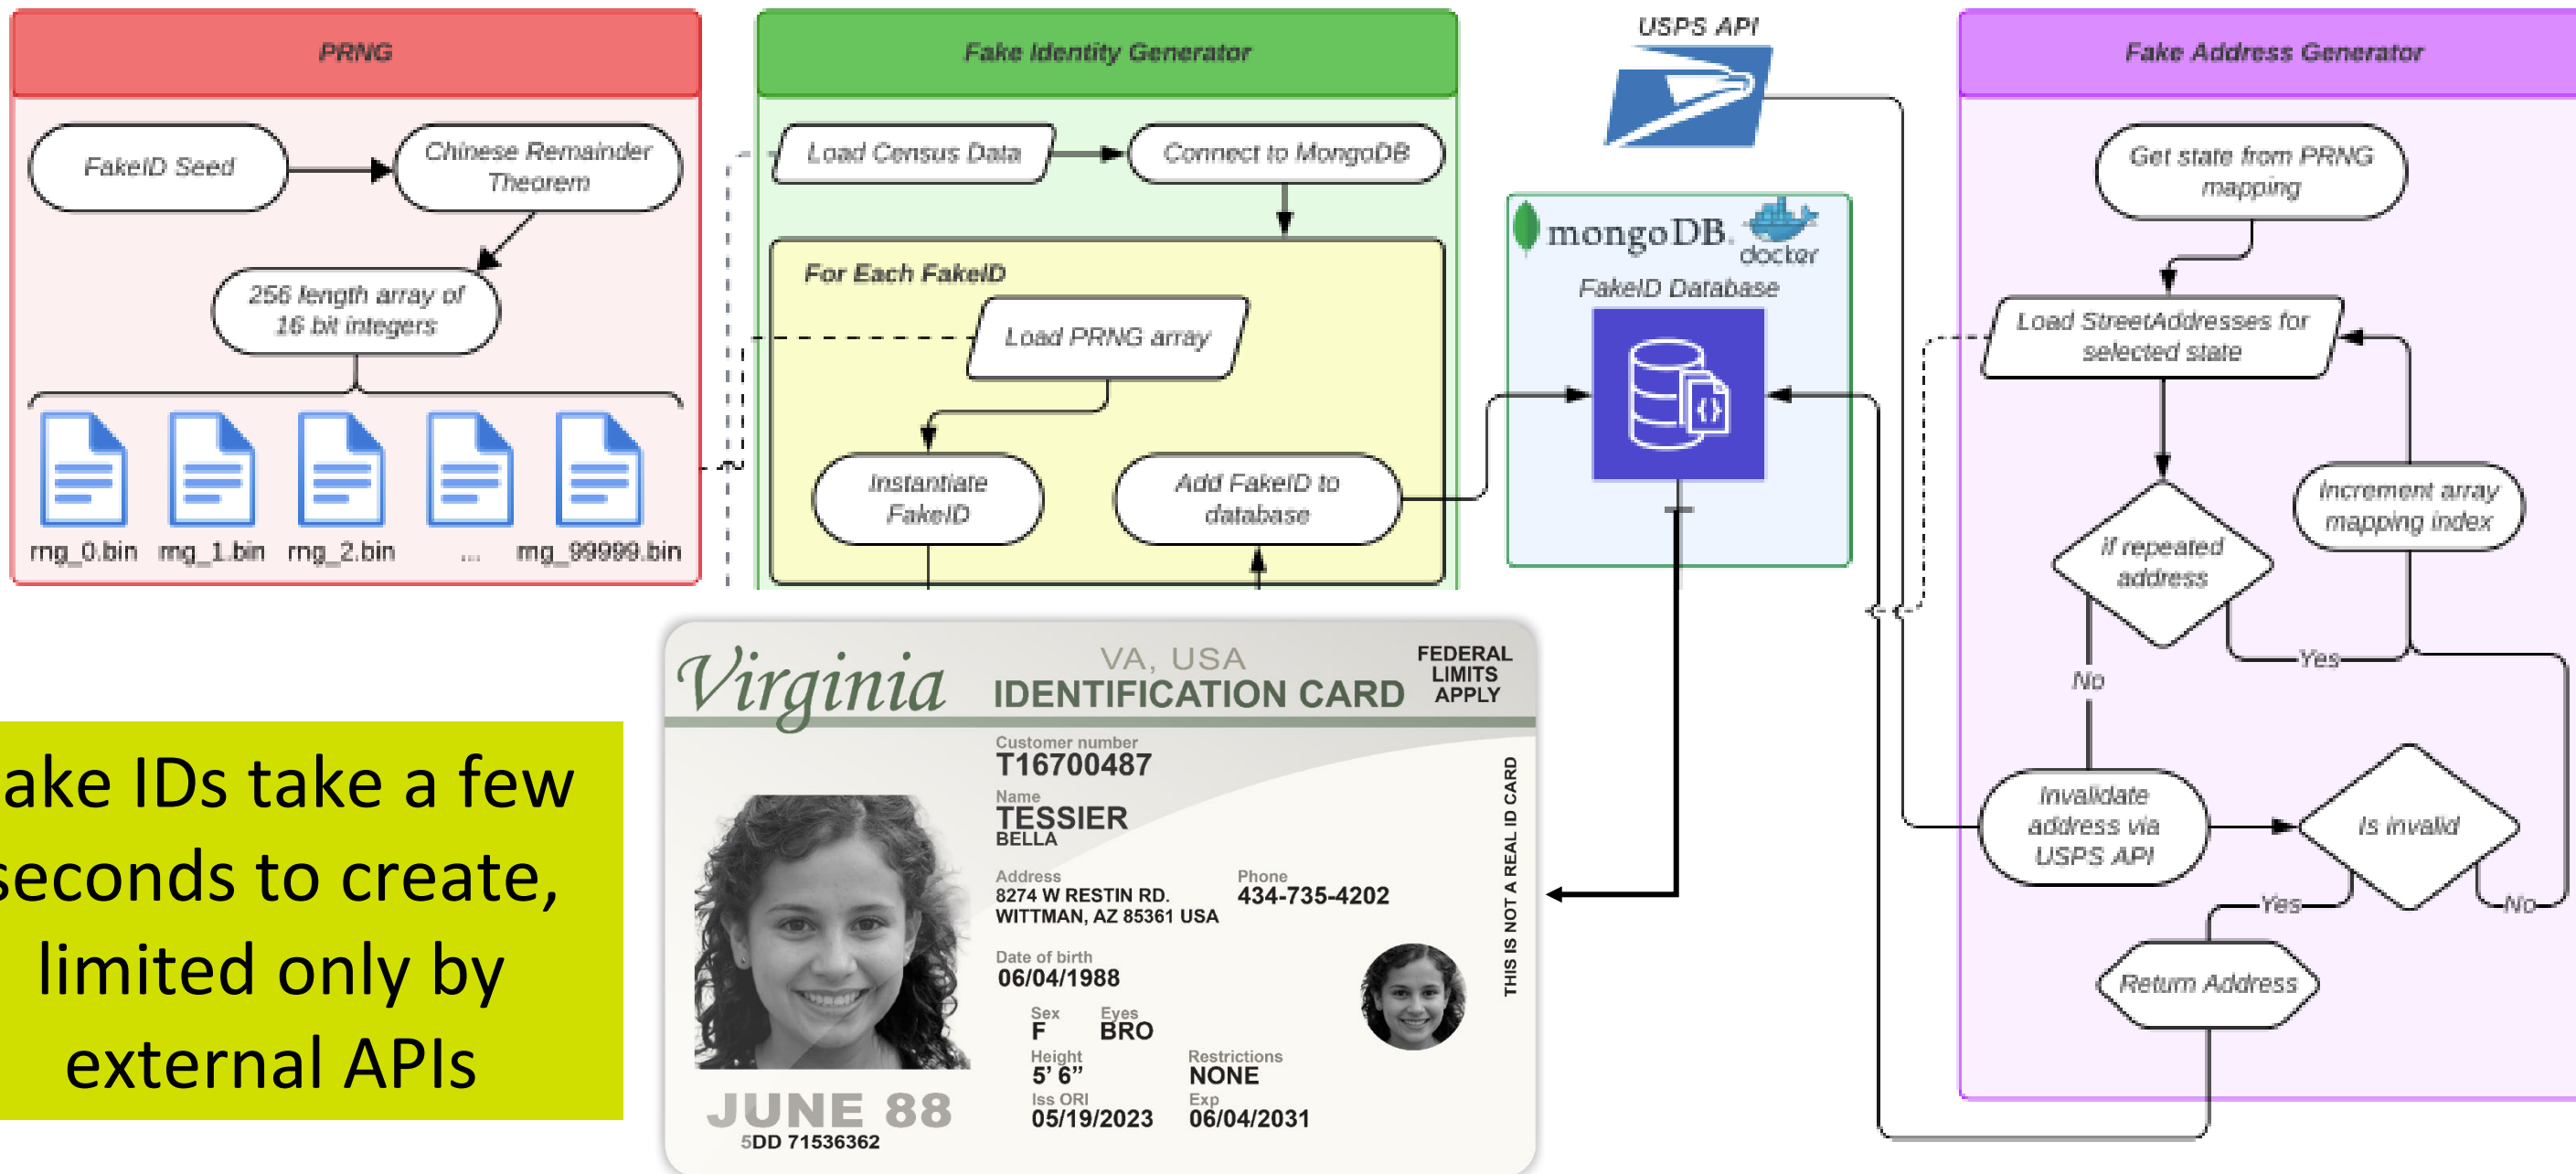 PRNG
FakeID Seed
Chinese Remainder
Theorem
256 length array of
16 bit integers
rng_0.bin
rng_1.bin
rng_2.bin
...
rng_99999.bin
Fake Identity Generator
Load Census Data
Connect to MongoDB
For Each FakeID
Load PRNG array
Instantiate
FakeID
Add FakeID to
database
USPS API
mongoDB.
docker
FakeID Database
Fake Address Generator
Get state from PRNG
mapping
Load StreetAddresses for
selected state
Increment array
mapping index
if repeated
address
Yes
No
Invalidate
address via
USPS API
Is invalid
Yes
No
Return Address
ake IDs take a few
seconds to create,
limited only by
external APIs
Virginia
VA, USA
IDENTIFICATION CARD
FEDERAL
LIMITS
APPLY
Customer number
T16700487
Name
TESSIER
BELLA
Address
8274 W RESTIN RD.
WITTMAN, AZ 85361 USA
Phone
434-735-4202
Date of birth
06/04/1988
Sex
F
Eyes
BRO
Height
5' 6”
Restrictions
NONE
Iss ORI
05/19/2023
Exp
06/04/2031
JUNE 88
5DD 71536362
THIS IS NOT A REAL ID CARD